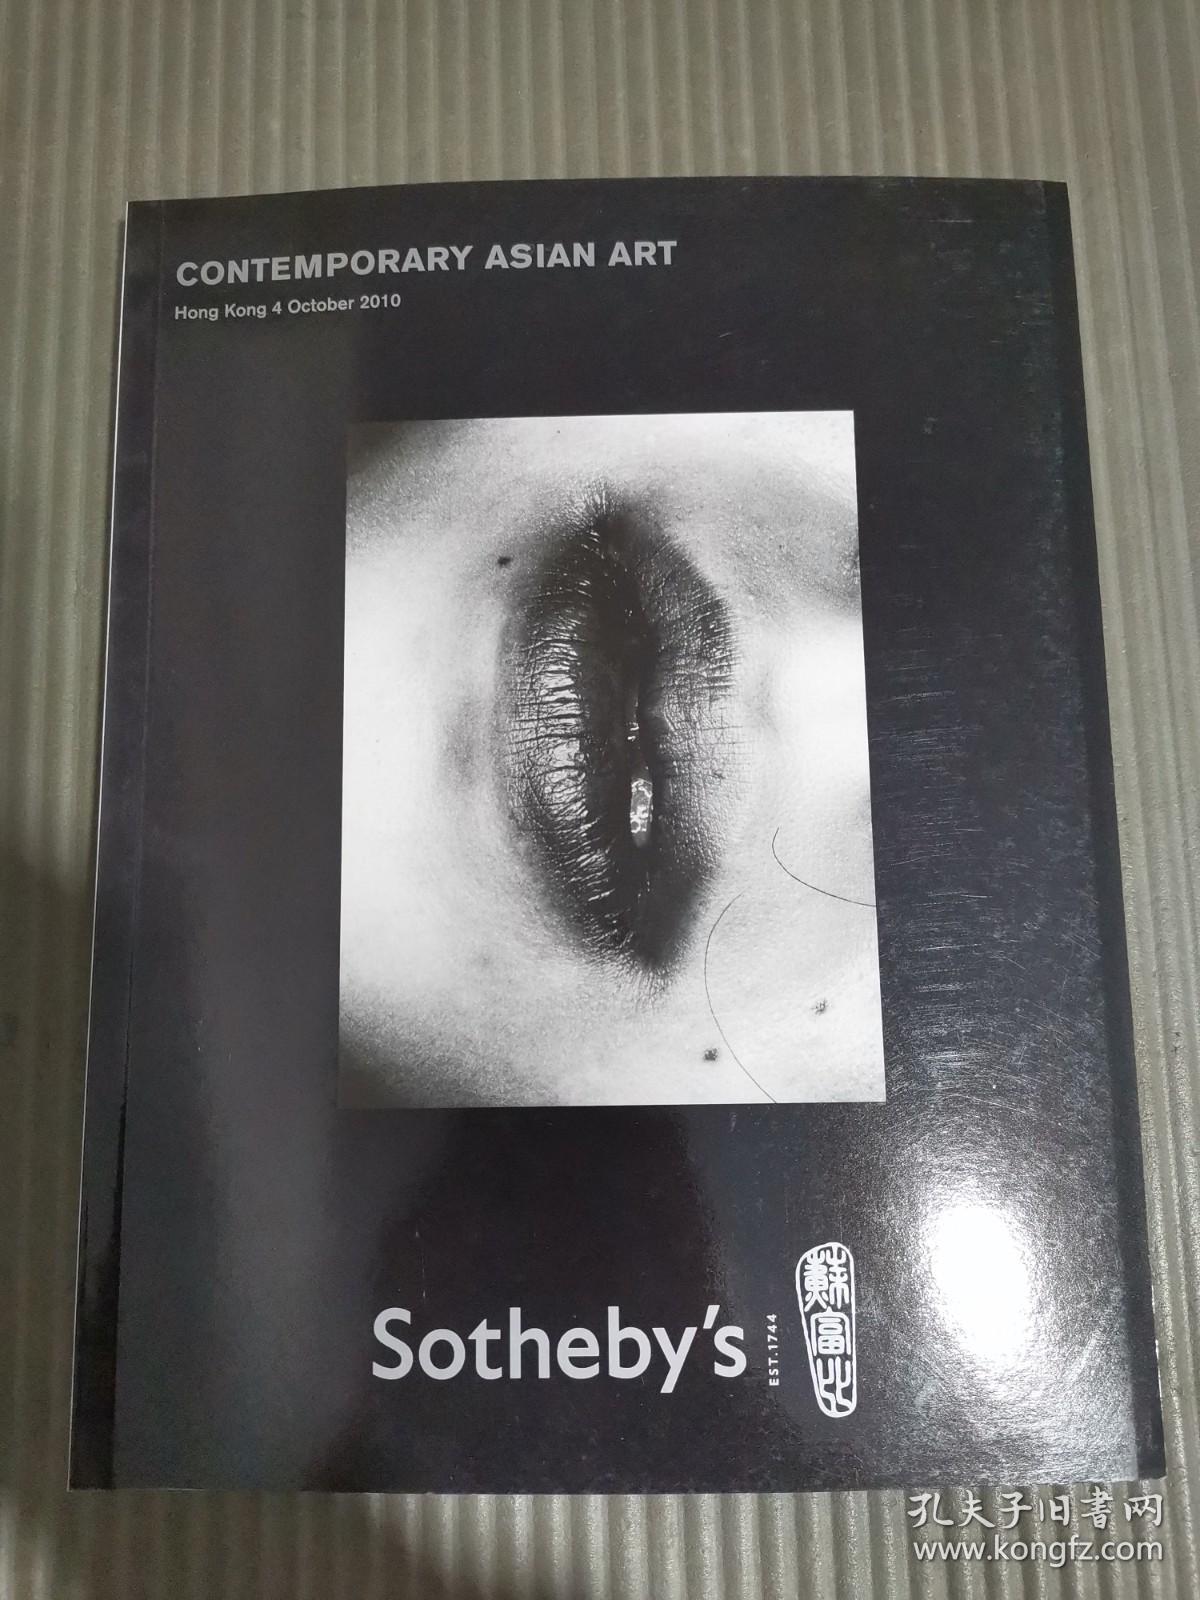 CONTEMPORARY ASIAN ART
Hong Kong 4 October 2010
Sotheby's
EST.1744
蘇富比
孔夫子旧书网
www.kongfz.com